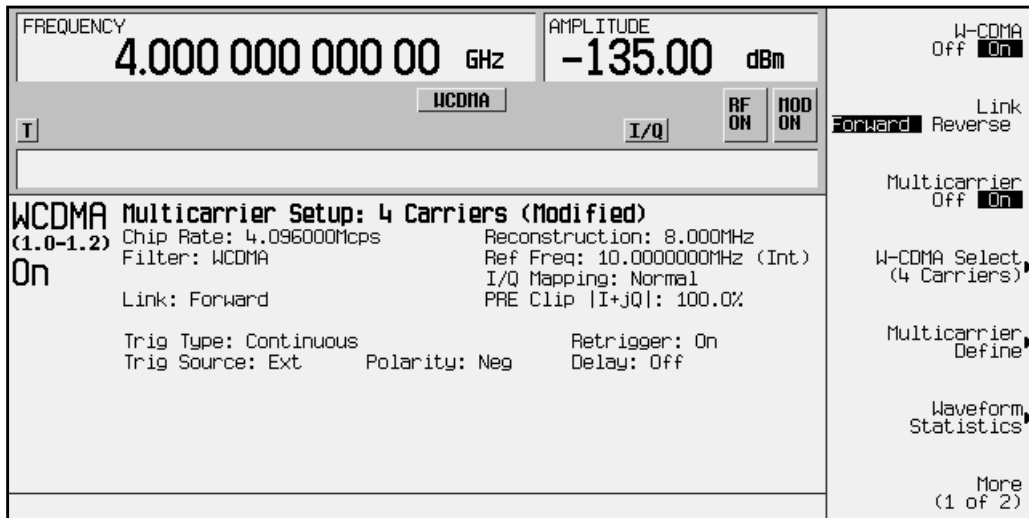 FREQUENCY
4.000 000 000 00 GHz
AMPLITUDE
-135.00 dBm
WCDMA
T
I/Q
RF ON
MOD ON
WCDMA
(1.0-1.2)
On
Multicarrier Setup: 4 Carriers (Modified)
Chip Rate: 4.096000Mcps Reconstruction: 8.000MHz
Filter: WCDMA Ref Freq: 10.0000000MHz (Int)
I/Q Mapping: Normal
Link: Forward PRE Clip |I+jQ|: 100.0%
Trig Type: Continuous Retrigger: On
Trig Source: Ext Polarity: Neg Delay: Off
W-CDMA
Off On
Link
Forward Reverse
Multicarrier
Off On
W-CDMA Select
(4 Carriers)
Multicarrier
Define
Waveform
Statistics
More
(1 of 2)